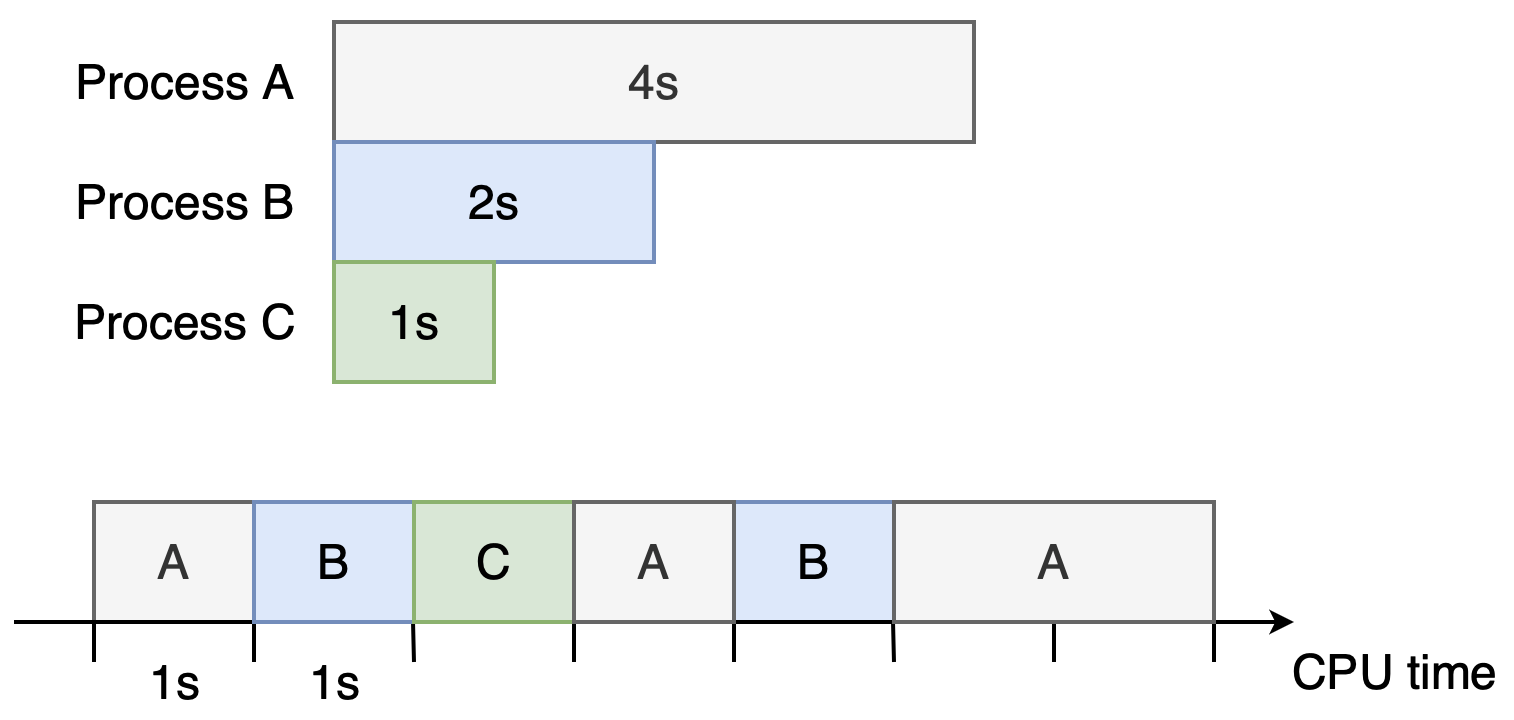 Process A
4s
Process B
2s
Process C
1s
A
B
C
A
B
A
1s
1s
CPU time